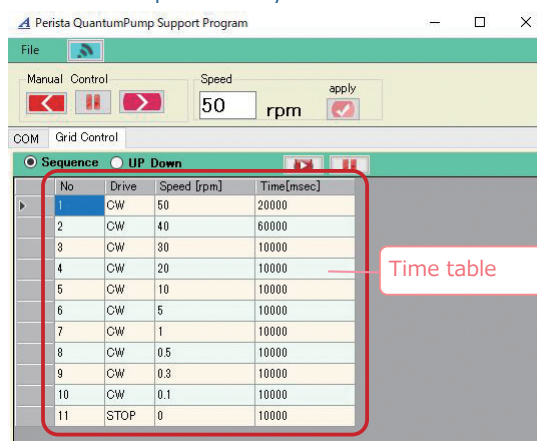 Perista QuantumPump Support Program
File
Manual Control
Speed
50 rpm
apply
COM Grid Control
Sequence UP Down
No Drive Speed [rpm] Time[msec]
1 CW 50 20000
2 CW 40 60000
3 CW 30 10000
4 CW 20 10000
5 CW 10 10000
6 CW 5 10000
7 CW 1 10000
8 CW 0.5 10000
9 CW 0.3 10000
10 CW 0.1 10000
11 STOP 0 10000
Time table